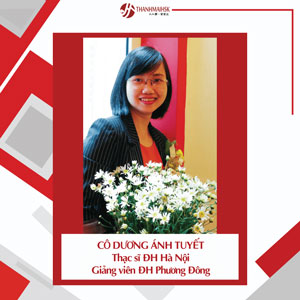 THANHMAIHSK
CÔ DƯƠNG ÁNH TUYẾT
Thạc sĩ ĐH Hà Nội
Giảng viên ĐH Phương Đông